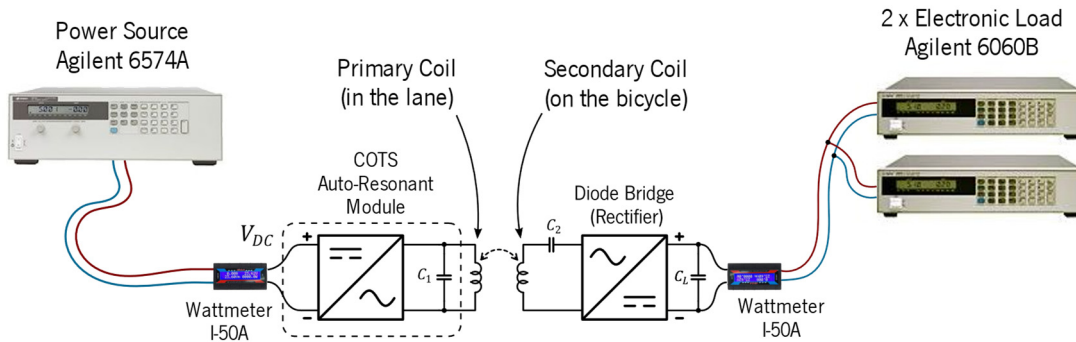 Power Source
Agilent 6574A
2 x Electronic Load
Agilent 6060B
Primary Coil
(in the lane)
Secondary Coil
(on the bicycle)
COTS
Auto-Resonant
Module
Diode Bridge
(Rectifier)
V_DC
+
−
C_1
C_2
+
−
C_L
Wattmeter
I-50A
Wattmeter
I-50A